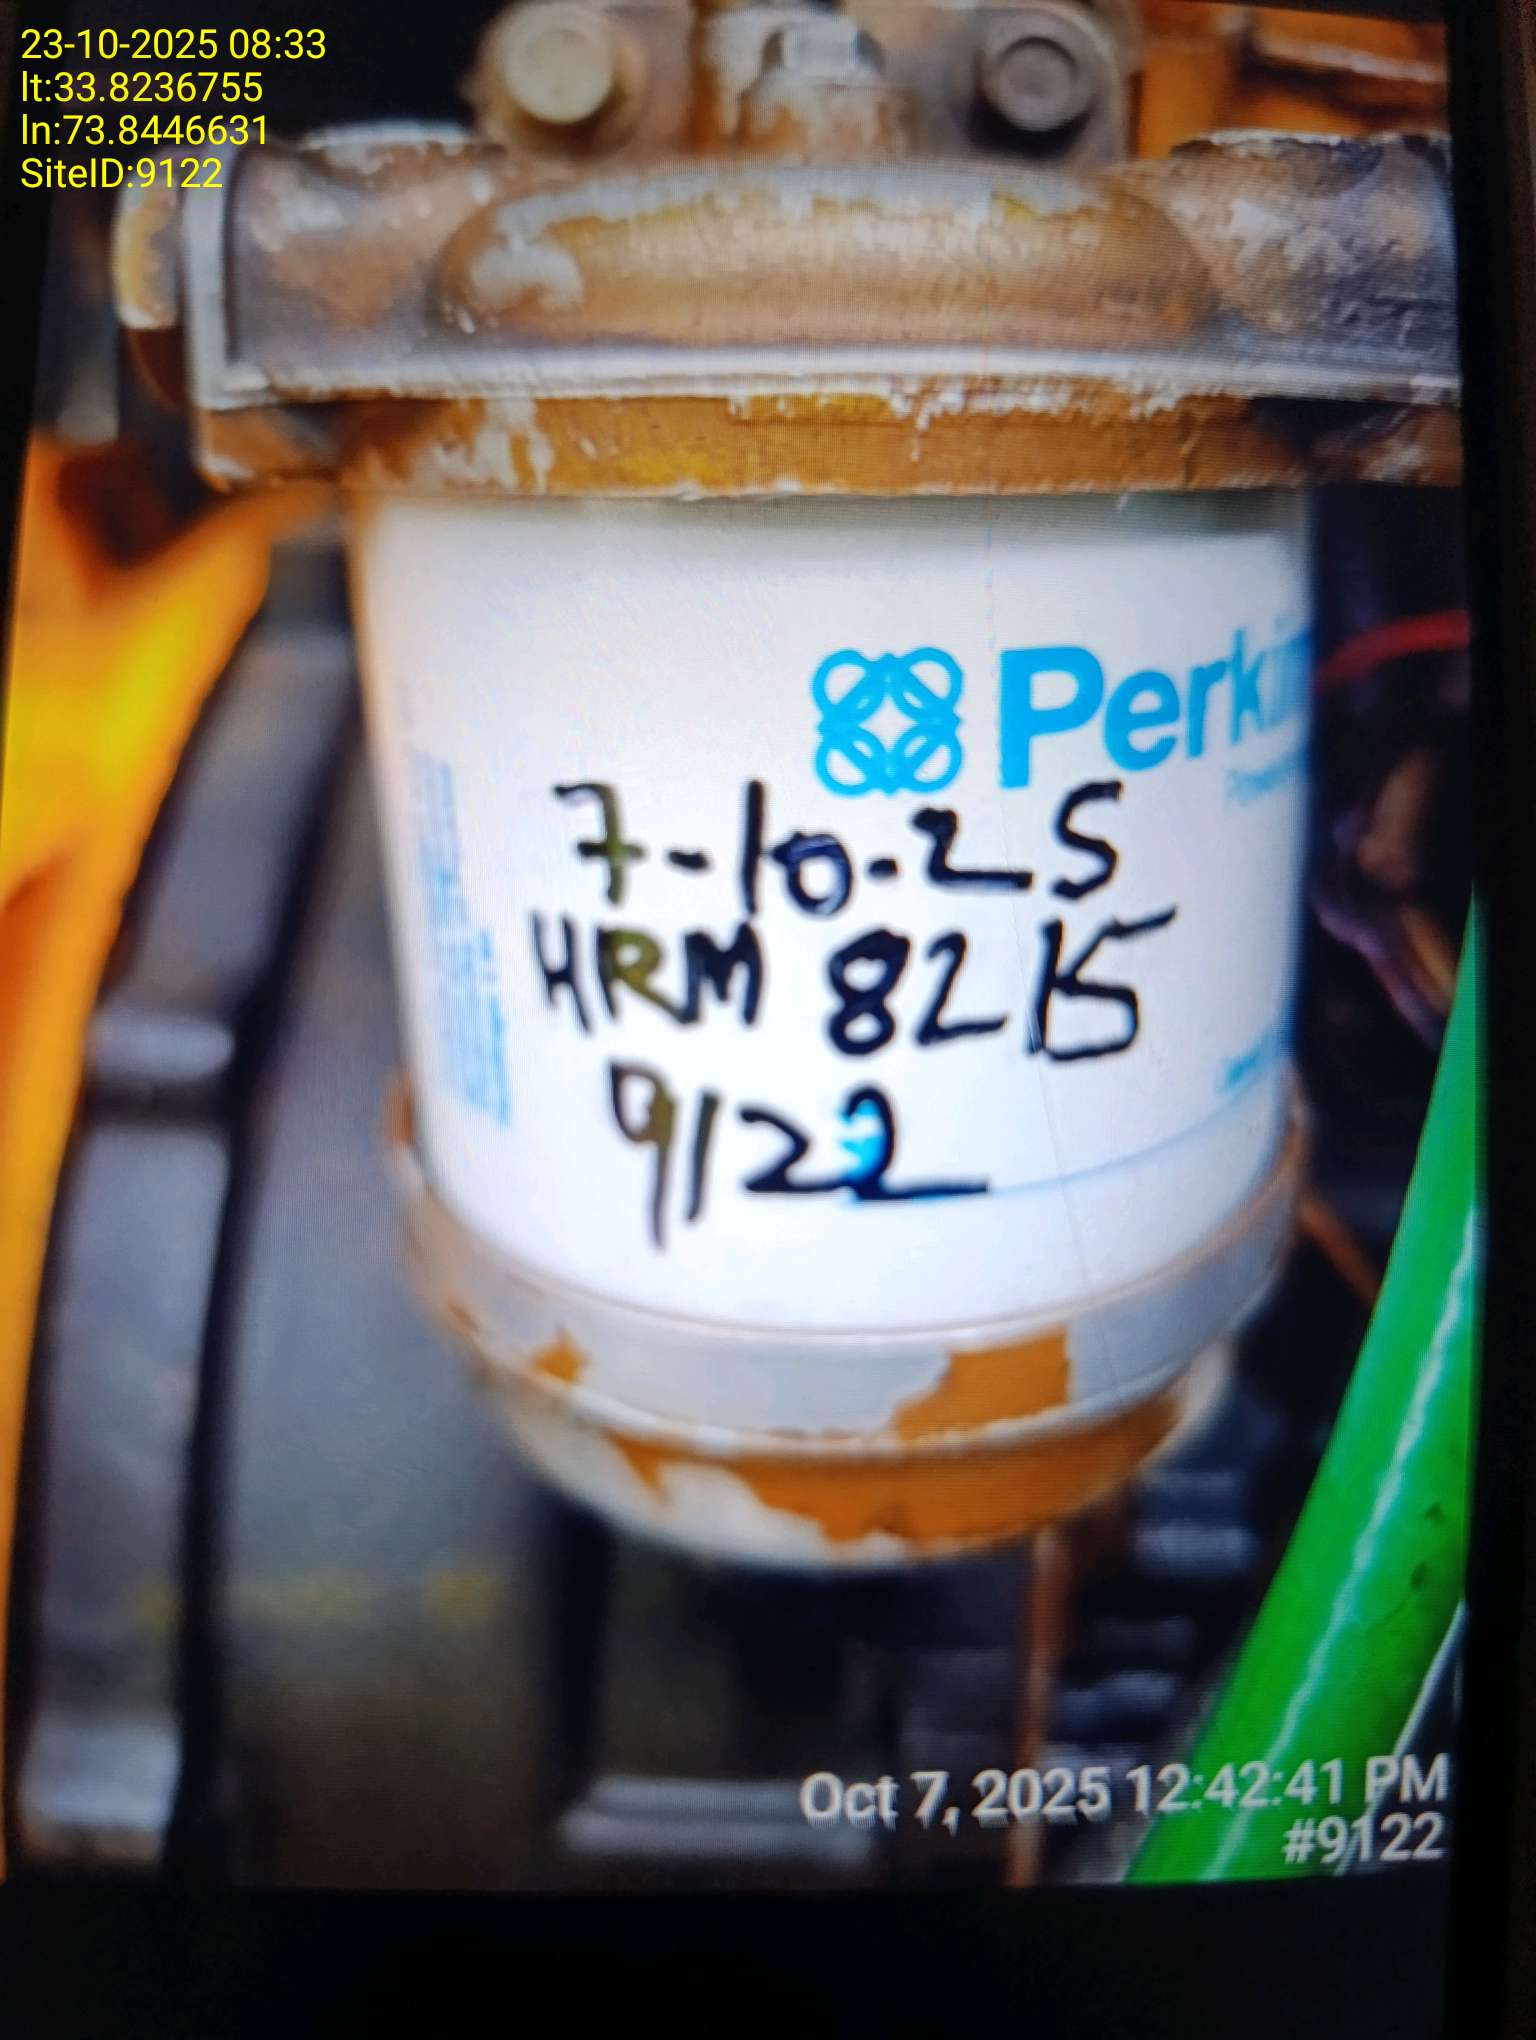 23-10-2025 08:33
lt:33.8236755
ln:73.8446631
SiteID:9122
Perkin
7-10-25
HRM 8215
9122
Oct 7, 2025 12:42:41 PM
#9122